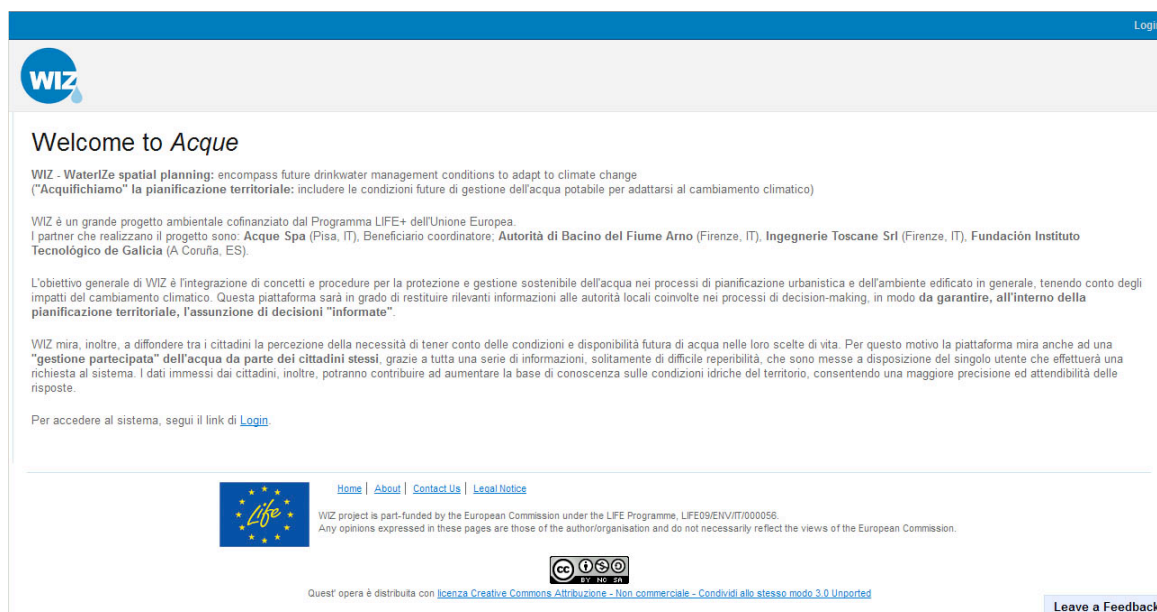 Login
WIZ
Welcome to Acque
WIZ - WaterIZe spatial planning: encompass future drinkwater management conditions to adapt to climate change
("Acquifichiamo" la pianificazione territoriale: includere le condizioni future di gestione dell'acqua potabile per adattarsi al cambiamento climatico)
WIZ è un grande progetto ambientale cofinanziato dal Programma LIFE+ dell'Unione Europea.
I partner che realizzano il progetto sono: Acque Spa (Pisa, IT), Beneficiario coordinatore; Autorità di Bacino del Fiume Arno (Firenze, IT), Ingegnerie Toscane Srl (Firenze, IT), Fundación Instituto
Tecnológico de Galicia (A Coruña, ES).
L'obiettivo generale di WIZ è l'integrazione di concetti e procedure per la protezione e gestione sostenibile dell'acqua nei processi di pianificazione urbanistica e dell'ambiente edificato in generale, tenendo conto degli
impatti del cambiamento climatico. Questa piattaforma sarà in grado di restituire rilevanti informazioni alle autorità locali coinvolte nei processi di decision-making, in modo da garantire, all'interno della
pianificazione territoriale, l'assunzione di decisioni "informate".
WIZ mira, inoltre, a diffondere tra i cittadini la percezione della necessità di tener conto delle condizioni e disponibilità futura di acqua nelle loro scelte di vita. Per questo motivo la piattaforma mira anche ad una
"gestione partecipata" dell'acqua da parte dei cittadini stessi, grazie a tutta una serie di informazioni, solitamente di difficile reperibilità, che sono messe a disposizione del singolo utente che effettuerà una
richiesta al sistema. I dati immessi dai cittadini, inoltre, potranno contribuire ad aumentare la base di conoscenza sulle condizioni idriche del territorio, consentendo una maggiore precisione ed attendibilità delle
risposte.
Per accedere al sistema, segui il link di Login.
Home | About | Contact Us | Legal Notice
Life
WIZ project is part-funded by the European Commission under the LIFE Programme, LIFE09/ENV/IT/000056.
Any opinions expressed in these pages are those of the author/organisation and do not necessarily reflect the views of the European Commission.
cc
BY NC SA
Quest' opera è distribuita con licenza Creative Commons Attribuzione - Non commerciale - Condividi allo stesso modo 3.0 Unported
Leave a Feedback